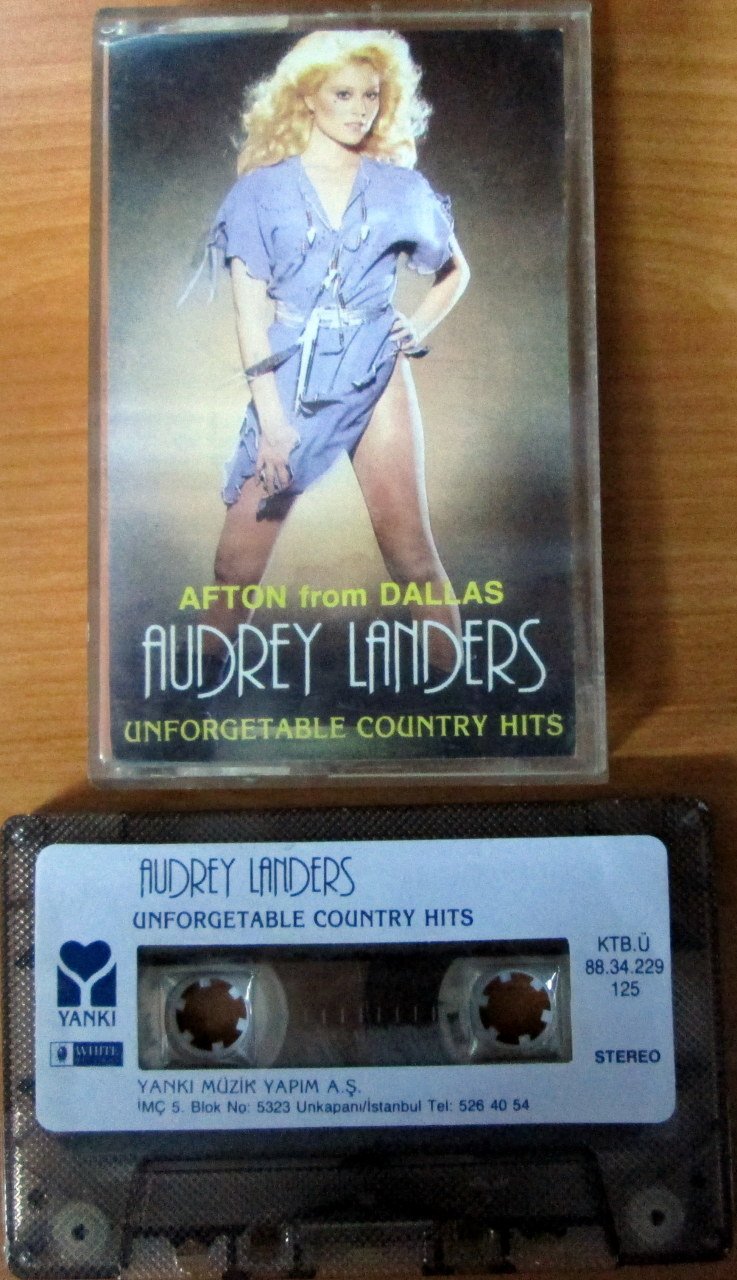 AFTON from DALLAS
AUDREY LANDERS
UNFORGETABLE COUNTRY HITS
AUDREY LANDERS
UNFORGETABLE COUNTRY HITS
YANKI
WHITE
KTB.Ü
88.34.229
125
STEREO
YANKI MÜZİK YAPIM A.Ş.
İMÇ 5. Blok No: 5323 Unkapanı/İstanbul Tel: 526 40 54